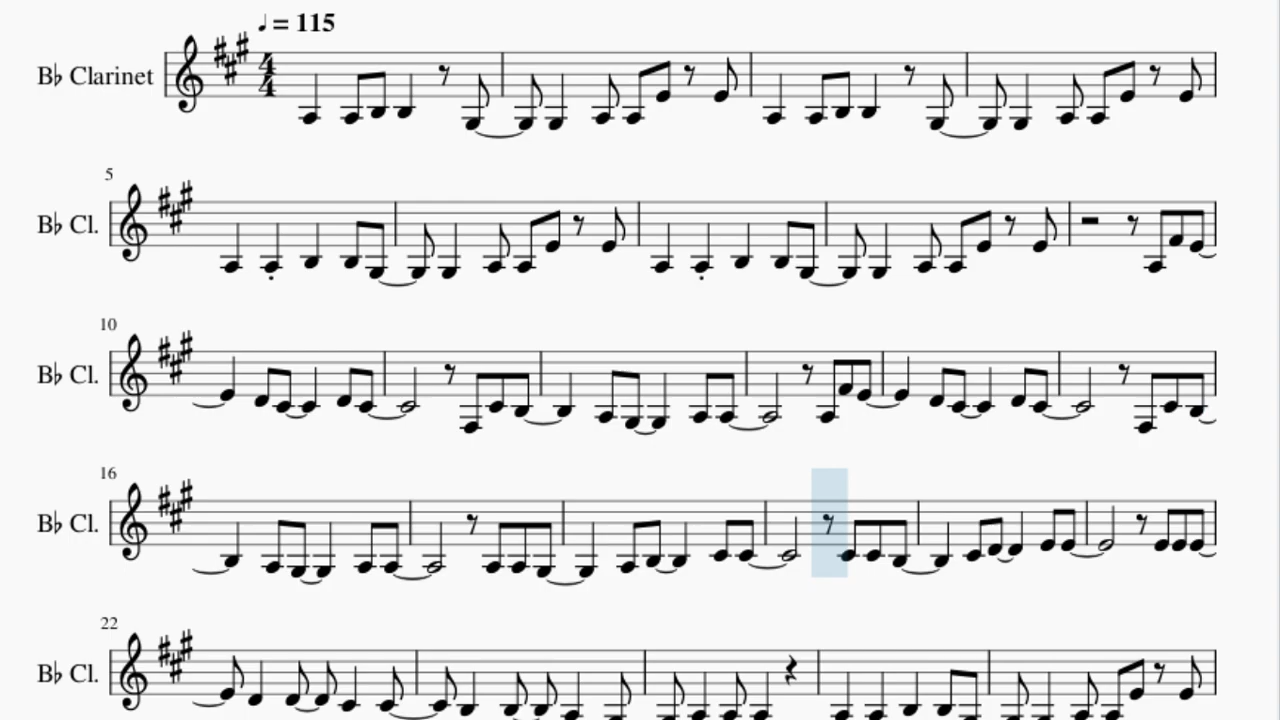 ♩ = 115
B♭ Clarinet
4
4
5
B♭ Cl.
10
B♭ Cl.
16
B♭ Cl.
22
B♭ Cl.